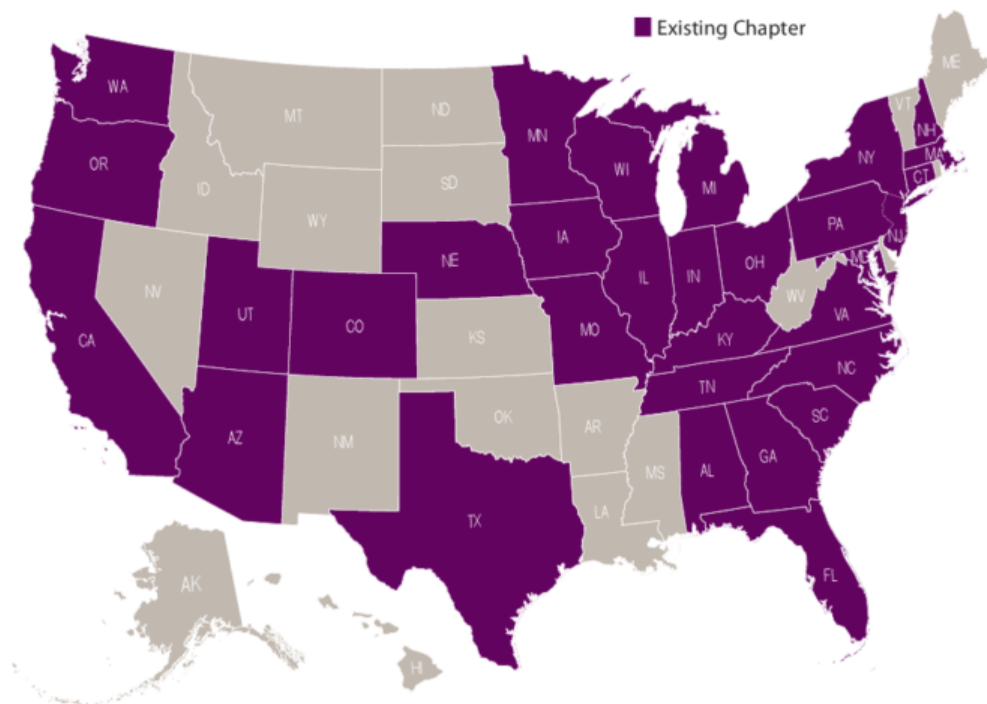 Existing Chapter
ME
WA
VT
MT
ND
NH
MN
MA
OR
NY
WI
CT
ID
SD
MI
WY
PA
IA
NJ
NE
OH
MD
IL
IN
NV
WV
UT
CO
VA
CA
KS
MO
KY
NC
TN
OK
AR
SC
AZ
NM
GA
MS
AL
LA
TX
FL
AK
HI